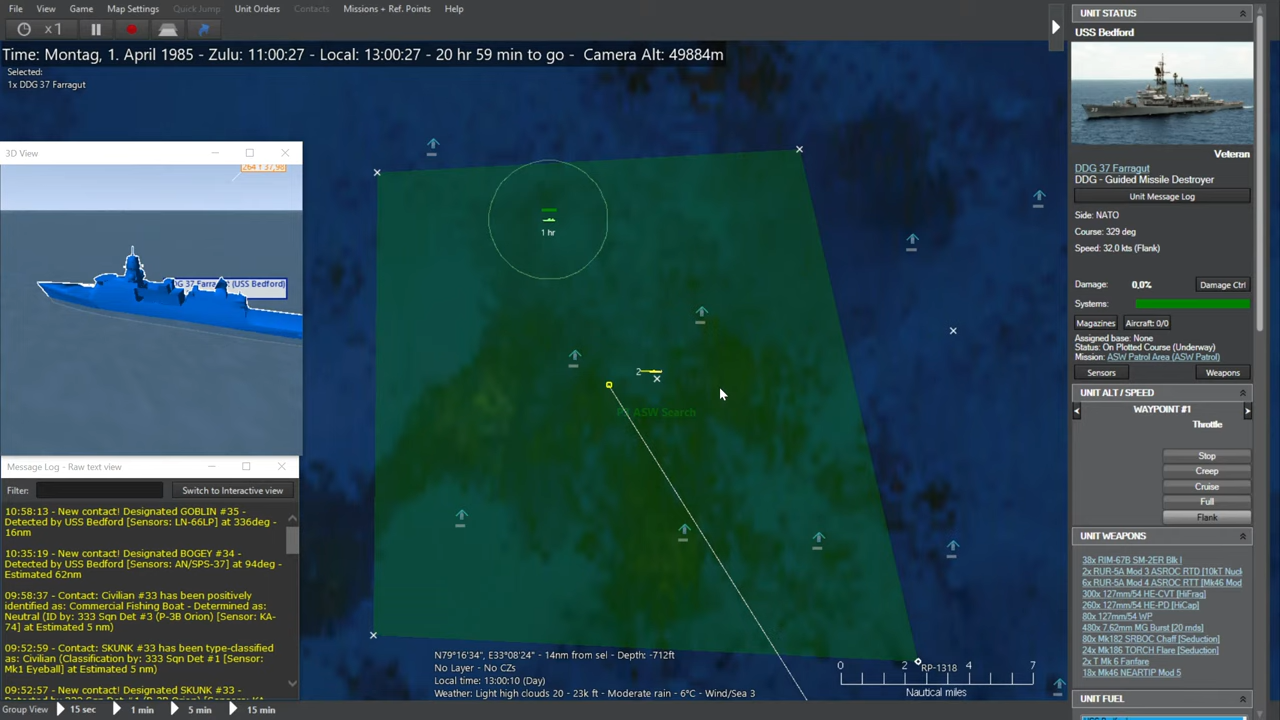 File View Game Map Settings Quick Jump Unit Orders Contacts Missions + Ref. Points Help
x 1
Time: Montag, 1. April 1985 - Zulu: 11:00:27 - Local: 13:00:27 - 20 hr 59 min to go - Camera Alt: 49884m
Selected:
1x DDG 37 Farragut
3D View
DG 37 Farragut (USS Bedford)
1 hr
2
ASW Search
RP-1318
0 2 4 7
Nautical miles
N79°16'34", E33°08'24" - 14nm from sel - Depth: -712ft
No Layer - No CZs
Local time: 13:00:10 (Day)
Weather: Light high clouds 20 - 23k ft - Moderate rain - 6°C - Wind/Sea 3
Message Log - Raw text view
Filter: Switch to Interactive view
10:58:13 - New contact! Designated GOBLIN #35 -
Detected by USS Bedford [Sensors: LN-66LP] at 336deg -
16nm
10:35:19 - New contact! Designated BOGEY #34 -
Detected by USS Bedford [Sensors: AN/SPS-37] at 94deg -
Estimated 62nm
09:58:37 - Contact: Civilian #33 has been positively
identified as: Commercial Fishing Boat - Determined as:
Neutral (ID by: 333 Sqn Det #3 (P-3B Orion) [Sensor: KA-
74] at Estimated 5 nm)
09:52:59 - Contact: SKUNK #33 has been type-classified
as: Civilian (Classification by: 333 Sqn Det #1 [Sensor:
Mk1 Eyeball] at Estimated 5 nm)
09:52:57 - New contact! Designated SKUNK #33 -
Group View 15 sec 1 min 5 min 15 min
UNIT STATUS
USS Bedford
Veteran
DDG 37 Farragut
DDG - Guided Missile Destroyer
Unit Message Log
Side: NATO
Course: 329 deg
Speed: 32,0 kts (Flank)
Damage: 0,0% Damage Ctrl
Systems:
Magazines Aircraft: 0/0
Assigned base: None
Status: On Plotted Course (Underway)
Mission: ASW Patrol Area (ASW Patrol)
Sensors Weapons
UNIT ALT / SPEED
WAYPOINT #1
Throttle
Stop
Creep
Cruise
Full
Flank
UNIT WEAPONS
38x RIM-67B SM-2ER Blk I
2x RUR-5A Mod 3 ASROC RTD [10kT Nucl
6x RUR-5A Mod 4 ASROC RTT [Mk46 Mod
300x 127mm/54 HE-CVT [HiFrag]
260x 127mm/54 HE-PD [HiCap]
80x 127mm/54 WP
480x 7.62mm MG Burst [20 rnds]
80x Mk182 SRBOC Chaff [Seduction]
24x Mk186 TORCH Flare [Seduction]
2x T Mk 6 Fanfare
18x Mk46 NEARTIP Mod 5
UNIT FUEL